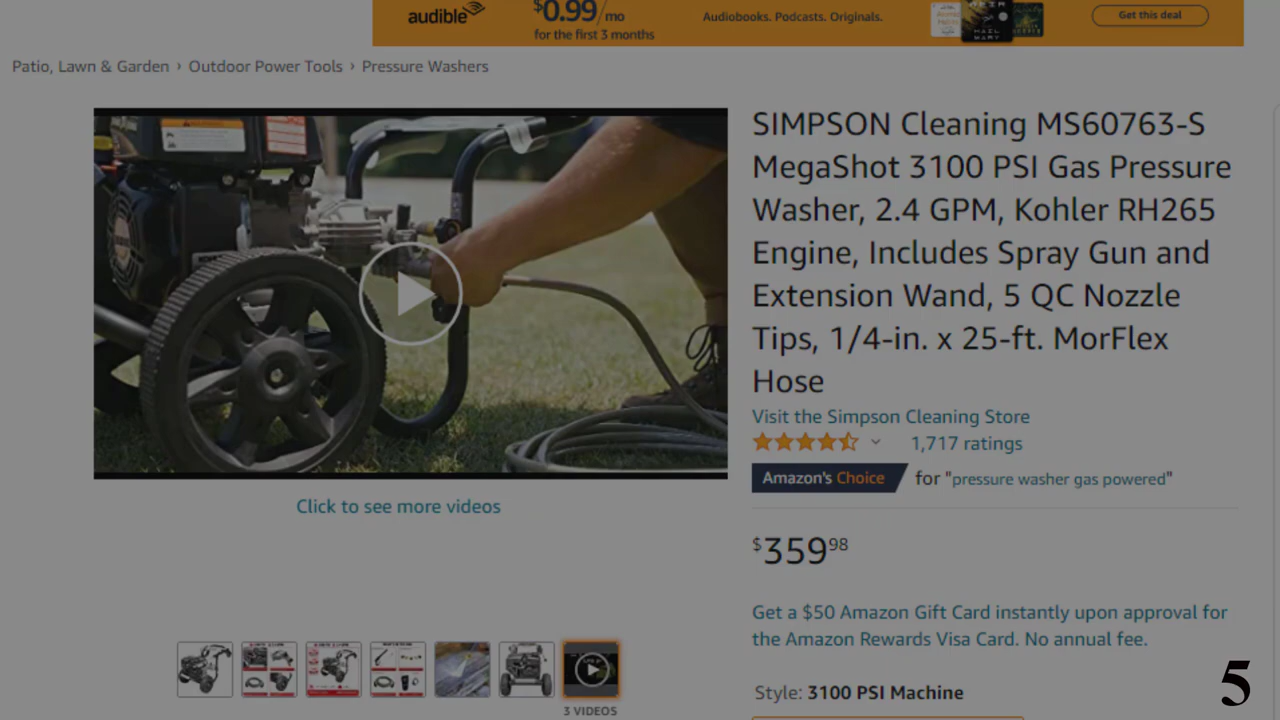 audible
$0.99/mo
for the first 3 months
Audiobooks. Podcasts. Originals.
HAIL
MARY
Get this deal
Patio, Lawn & Garden › Outdoor Power Tools › Pressure Washers
SIMPSON Cleaning MS60763-S
MegaShot 3100 PSI Gas Pressure
Washer, 2.4 GPM, Kohler RH265
Engine, Includes Spray Gun and
Extension Wand, 5 QC Nozzle
Tips, 1/4-in. x 25-ft. MorFlex
Hose
Visit the Simpson Cleaning Store
1,717 ratings
Amazon's Choice for "pressure washer gas powered"
$359 98
Click to see more videos
Get a $50 Amazon Gift Card instantly upon approval for
the Amazon Rewards Visa Card. No annual fee.
Style: 3100 PSI Machine
3 VIDEOS
5